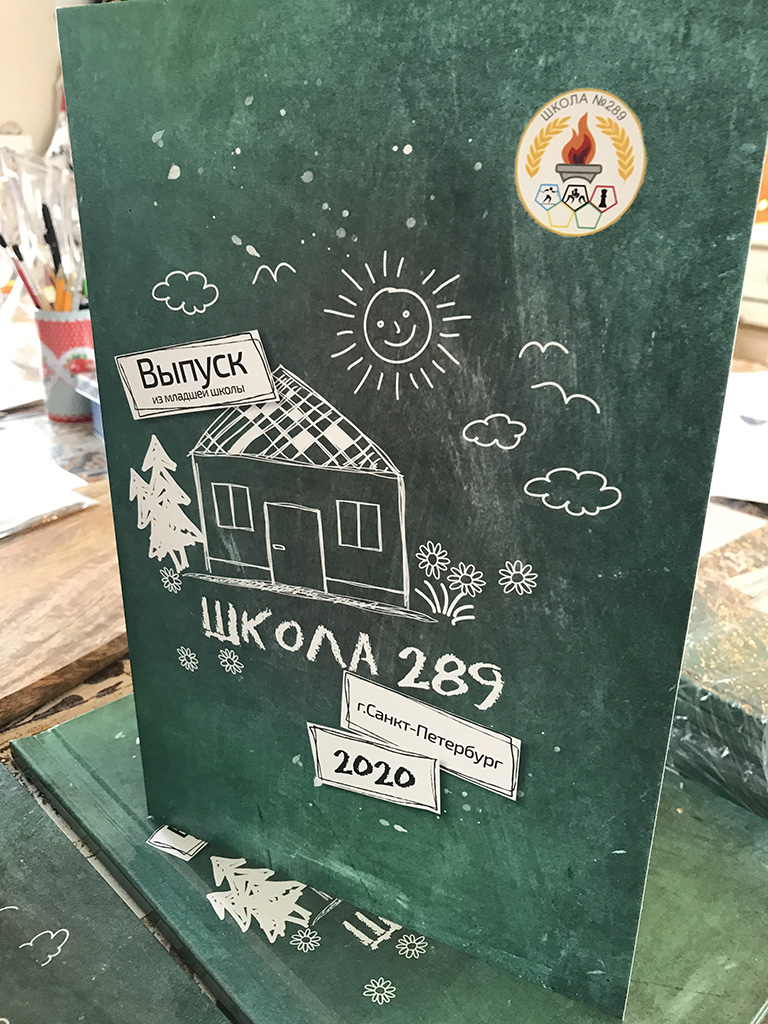 ШКОЛА №289
Выпуск
из младшей школы
ШКОЛА 289
г.Санкт-Петербург
2020
Ш